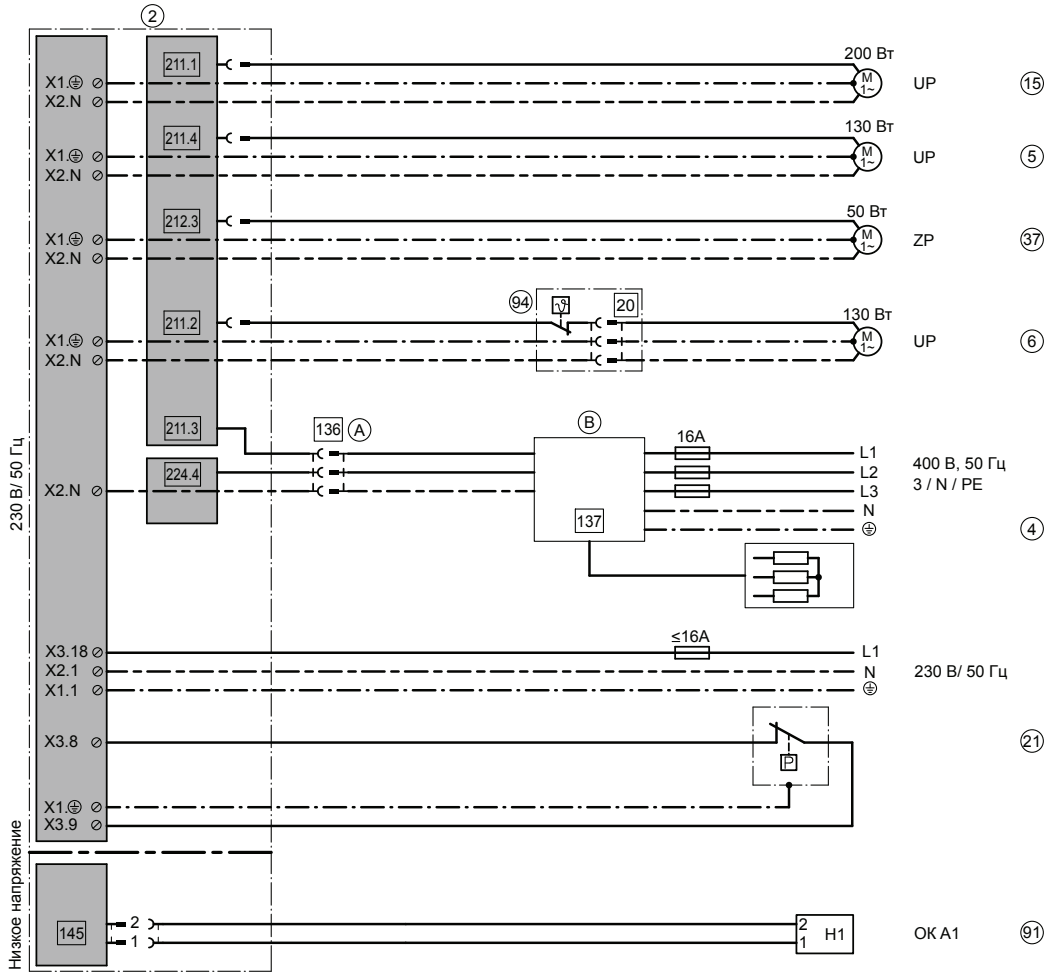 2
211.1
200 Вт
X1.
M
1~
UP
15
X2.N
211.4
130 Вт
X1.
M
1~
UP
5
X2.N
212.3
50 Вт
X1.
M
1~
ZP
37
X2.N
94
ϑ
20
211.2
130 Вт
X1.
M
1~
UP
6
X2.N
211.3
136
A
B
16A
L1
224.4
L2
400 В, 50 Гц
X2.N
L3
3 / N / PE
137
N
4
230 В/ 50 Гц
X3.18
≤16A
L1
X2.1
N
230 В/ 50 Гц
X1.1
X3.8
21
P
X1.
X3.9
Низкое напряжение
145
2
2
H1
OK A1
91
1
1